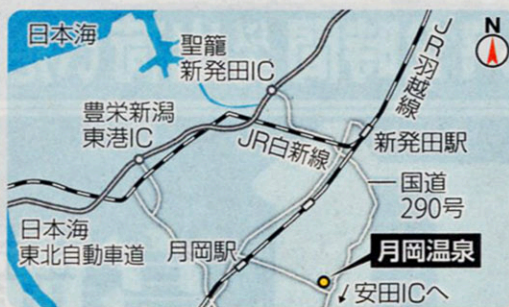 日本海
聖籠
新発田IC
JR羽越線
N
豊栄新潟
東港IC
JR白新線
新発田駅
国道
290号
日本海
東北自動車道
月岡駅
月岡温泉
安田ICへ